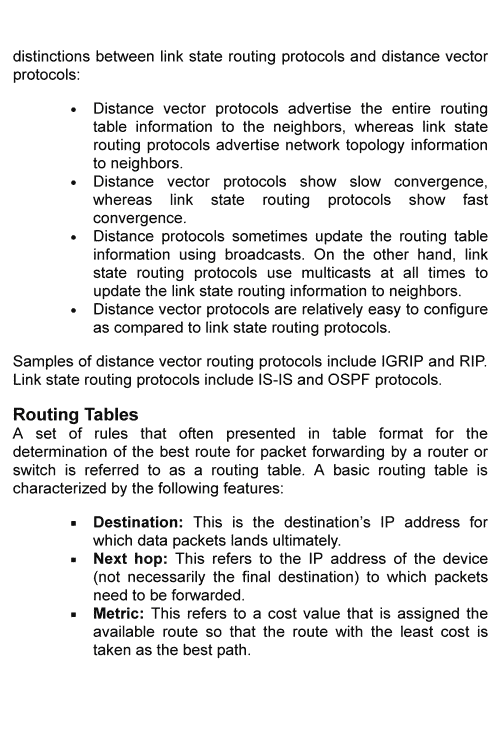 distinctions between link state routing protocols and distance vector
protocols:
• Distance vector protocols advertise the entire routing
table information to the neighbors, whereas link state
routing protocols advertise network topology information
to neighbors.
• Distance vector protocols show slow convergence,
whereas link state routing protocols show fast
convergence.
• Distance protocols sometimes update the routing table
information using broadcasts. On the other hand, link
state routing protocols use multicasts at all times to
update the link state routing information to neighbors.
• Distance vector protocols are relatively easy to configure
as compared to link state routing protocols.
Samples of distance vector routing protocols include IGRIP and RIP.
Link state routing protocols include IS-IS and OSPF protocols.
Routing Tables
A set of rules that often presented in table format for the
determination of the best route for packet forwarding by a router or
switch is referred to as a routing table. A basic routing table is
characterized by the following features:
▪ Destination: This is the destination’s IP address for
which data packets lands ultimately.
▪ Next hop: This refers to the IP address of the device
(not necessarily the final destination) to which packets
need to be forwarded.
▪ Metric: This refers to a cost value that is assigned the
available route so that the route with the least cost is
taken as the best path.